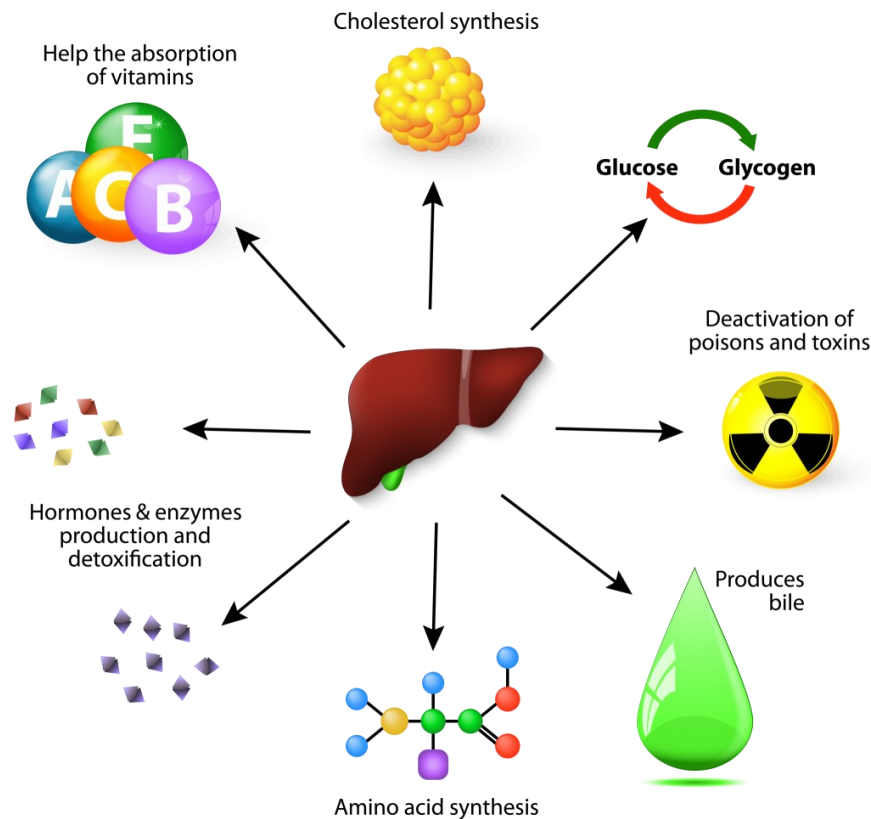 Cholesterol synthesis
Help the absorption
of vitamins
E
A
C
B
Glucose
Glycogen
Deactivation of
poisons and toxins
Hormones & enzymes
production and
detoxification
Produces
bile
Amino acid synthesis